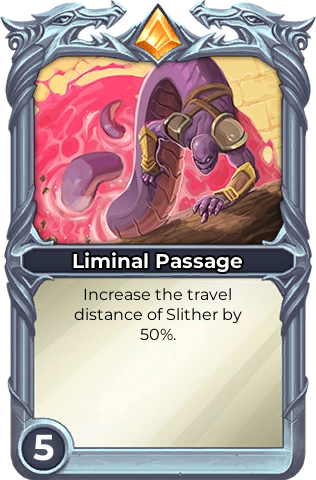 Liminal Passage
Increase the travel
distance of Slither by
50%.
5